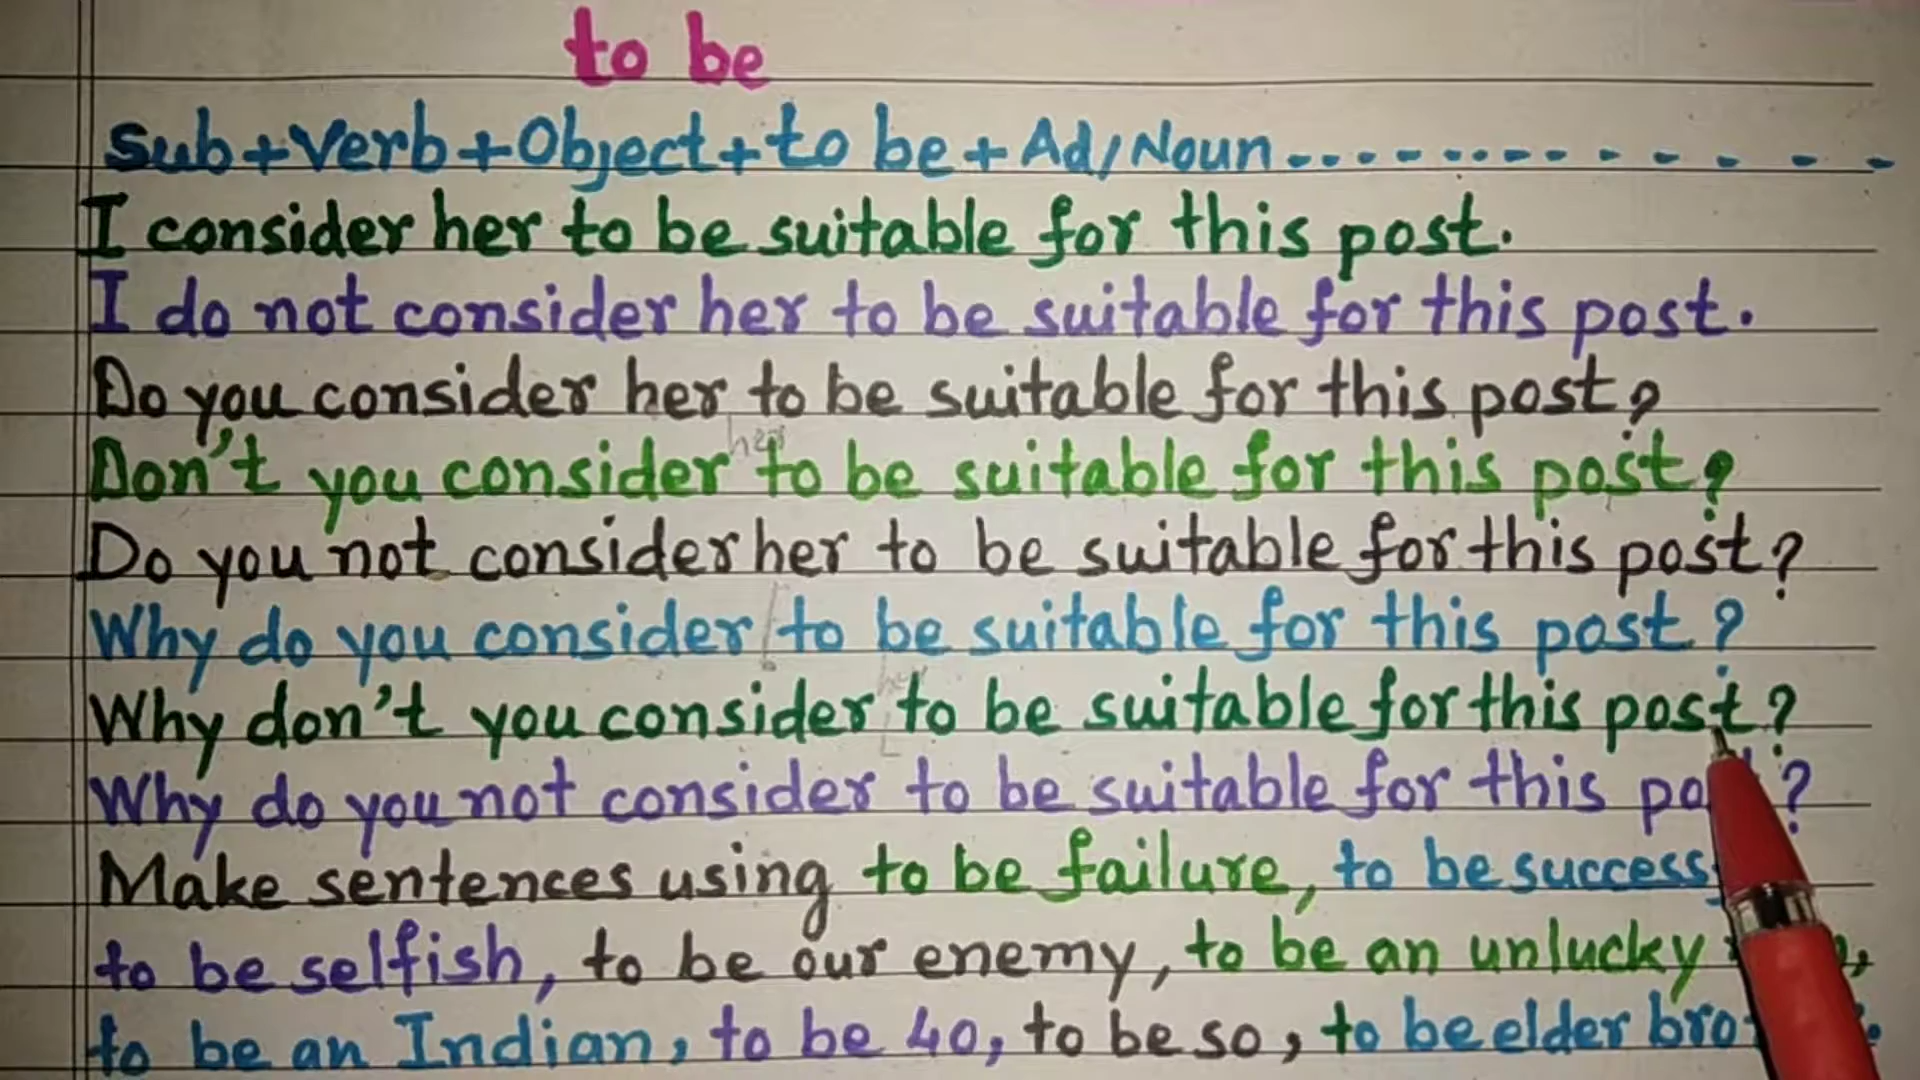 to be
Sub+Verb+Object+to be+Ad/Noun..............
I consider her to be suitable for this post.
I do not consider her to be suitable for this post.
Do you consider her to be suitable for this post?
her
Don't you consider to be suitable for this post?
Do you not consider her to be suitable for this post?
Why do you consider to be suitable for this post?
her
Why don't you consider to be suitable for this post?
Why do you not consider to be suitable for this ?
Make sentences using to be failure, to be success
to be selfish, to be our enemy, to be an unlucky ,
to be an Indian, to be 40, to be so, to be elder